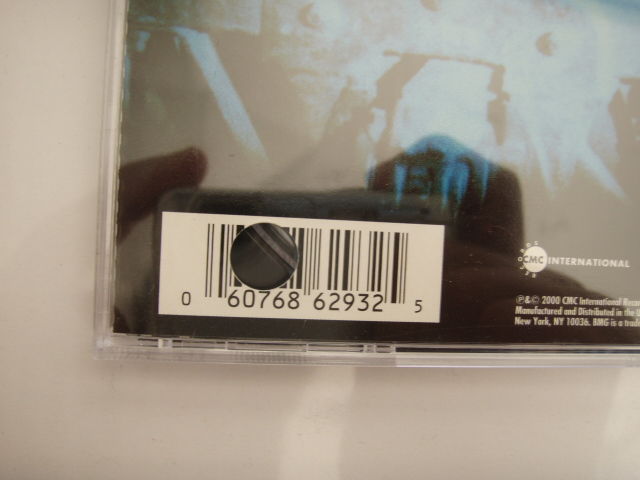 CMC INTERNATIONAL
RECORDS
℗&© 2000 CMC International
Manufactured and Distributed in the
New York, NY 10036. BMG is a
0 60768 62932 5